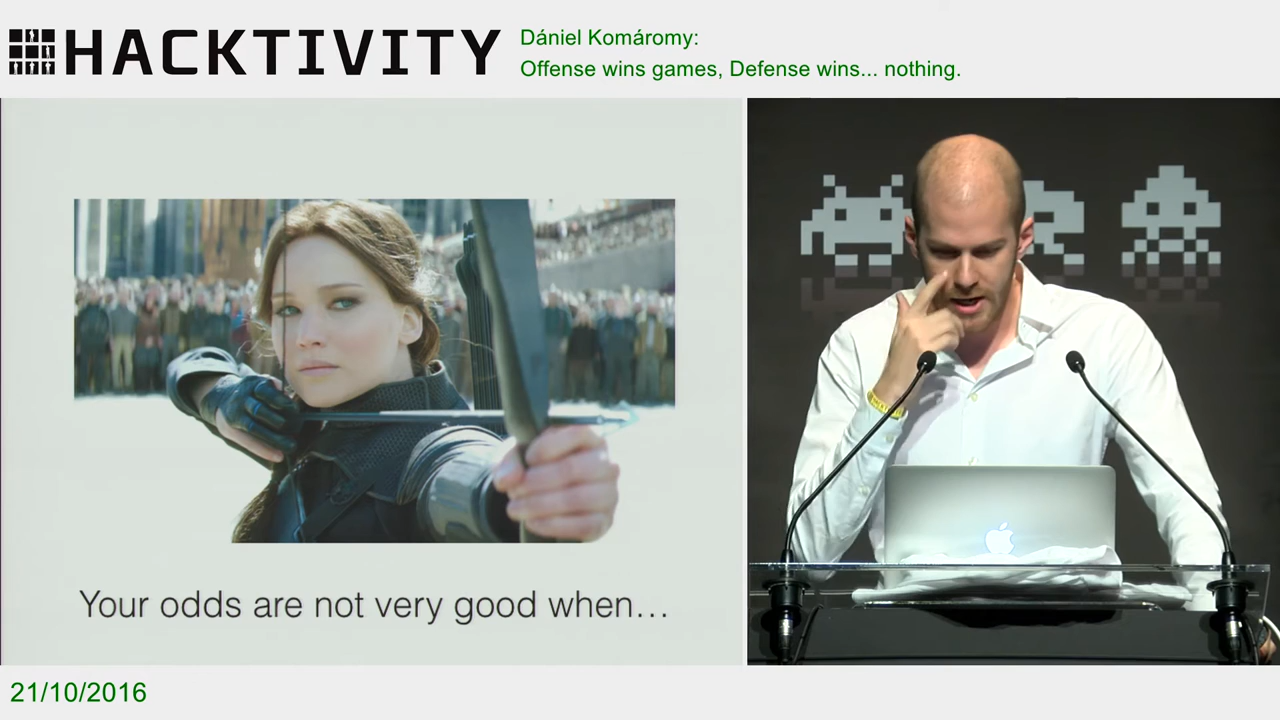 HACKTIVITY
Dániel Komáromy:
Offense wins games, Defense wins... nothing.
Your odds are not very good when...
21/10/2016